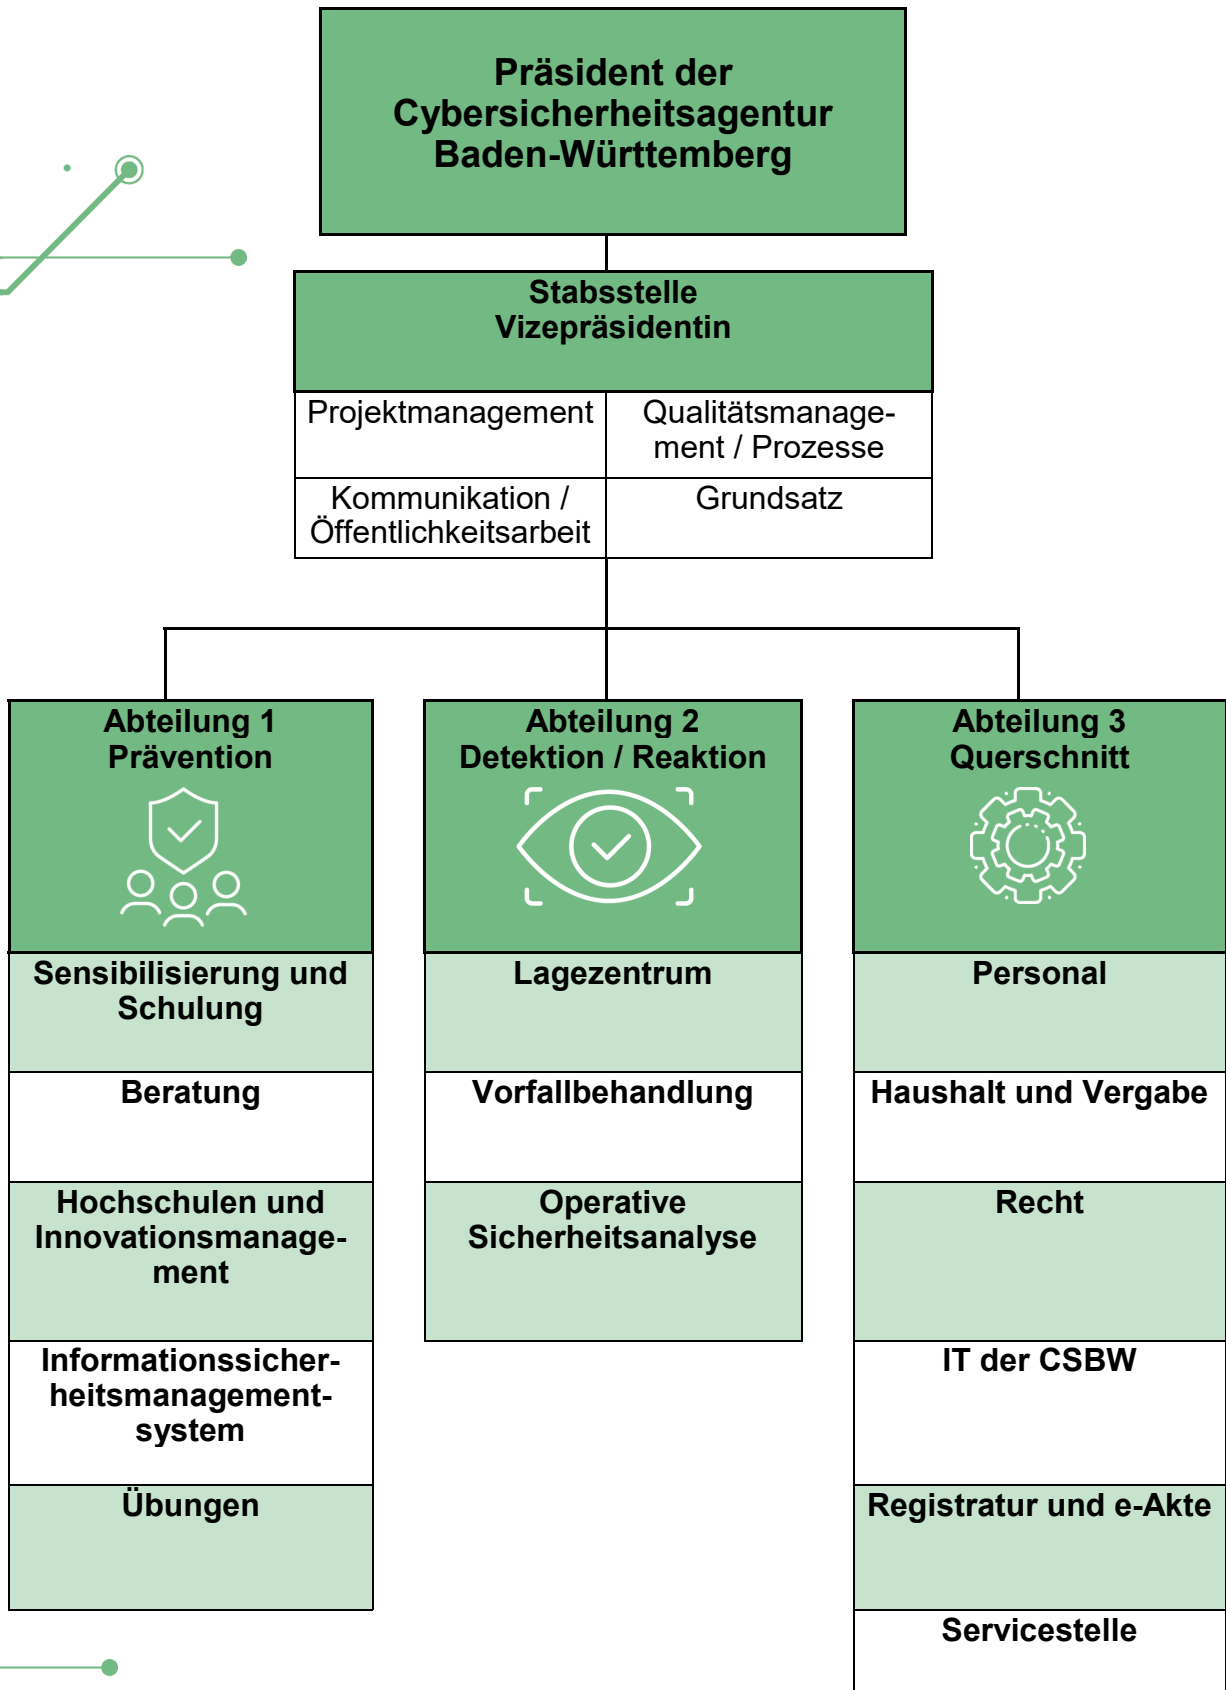 Präsident der
Cybersicherheitsagentur
Baden-Württemberg
Stabsstelle
Vizepräsidentin
Projektmanagement
Qualitätsmanage-
ment / Prozesse
Kommunikation /
Öffentlichkeitsarbeit
Grundsatz
Abteilung 1
Prävention
Sensibilisierung und
Schulung
Beratung
Hochschulen und
Innovationsmanage-
ment
Informationssicher-
heitsmanagement-
system
Übungen
Abteilung 2
Detektion / Reaktion
Lagezentrum
Vorfallbehandlung
Operative
Sicherheitsanalyse
Abteilung 3
Querschnitt
Personal
Haushalt und Vergabe
Recht
IT der CSBW
Registratur und e-Akte
Servicestelle